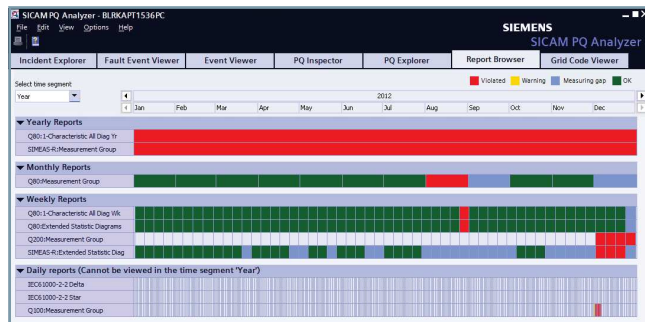 SICAM PQ Analyzer - BLRKAPT1536PC
File Edit View Options Help
SIEMENS
SICAM PQ Analyzer
Incident Explorer Fault Event Viewer Event Viewer PQ Inspector PQ Explorer Report Browser Grid Code Viewer
Select time segment
Violated Warning Measuring gap OK
Year
2012
Jan Feb Mar Apr May Jun Jul Aug Sep Oct Nov Dec
Yearly Reports
Q80:1-Characteristic All Diag Yr
SIMEAS-R:Measurement Group
Monthly Reports
Q80:Measurement Group
Weekly Reports
Q80:1-Characteristic All Diag Wk
Q80:Extended Statistic Diagrams
Q200:Measurement Group
SIMEAS-R:Extended Statistic Diag
Daily reports (Cannot be viewed in the time segment 'Year')
IEC61000-2-2 Delta
IEC61000-2-2 Star
Q100:Measurement Group